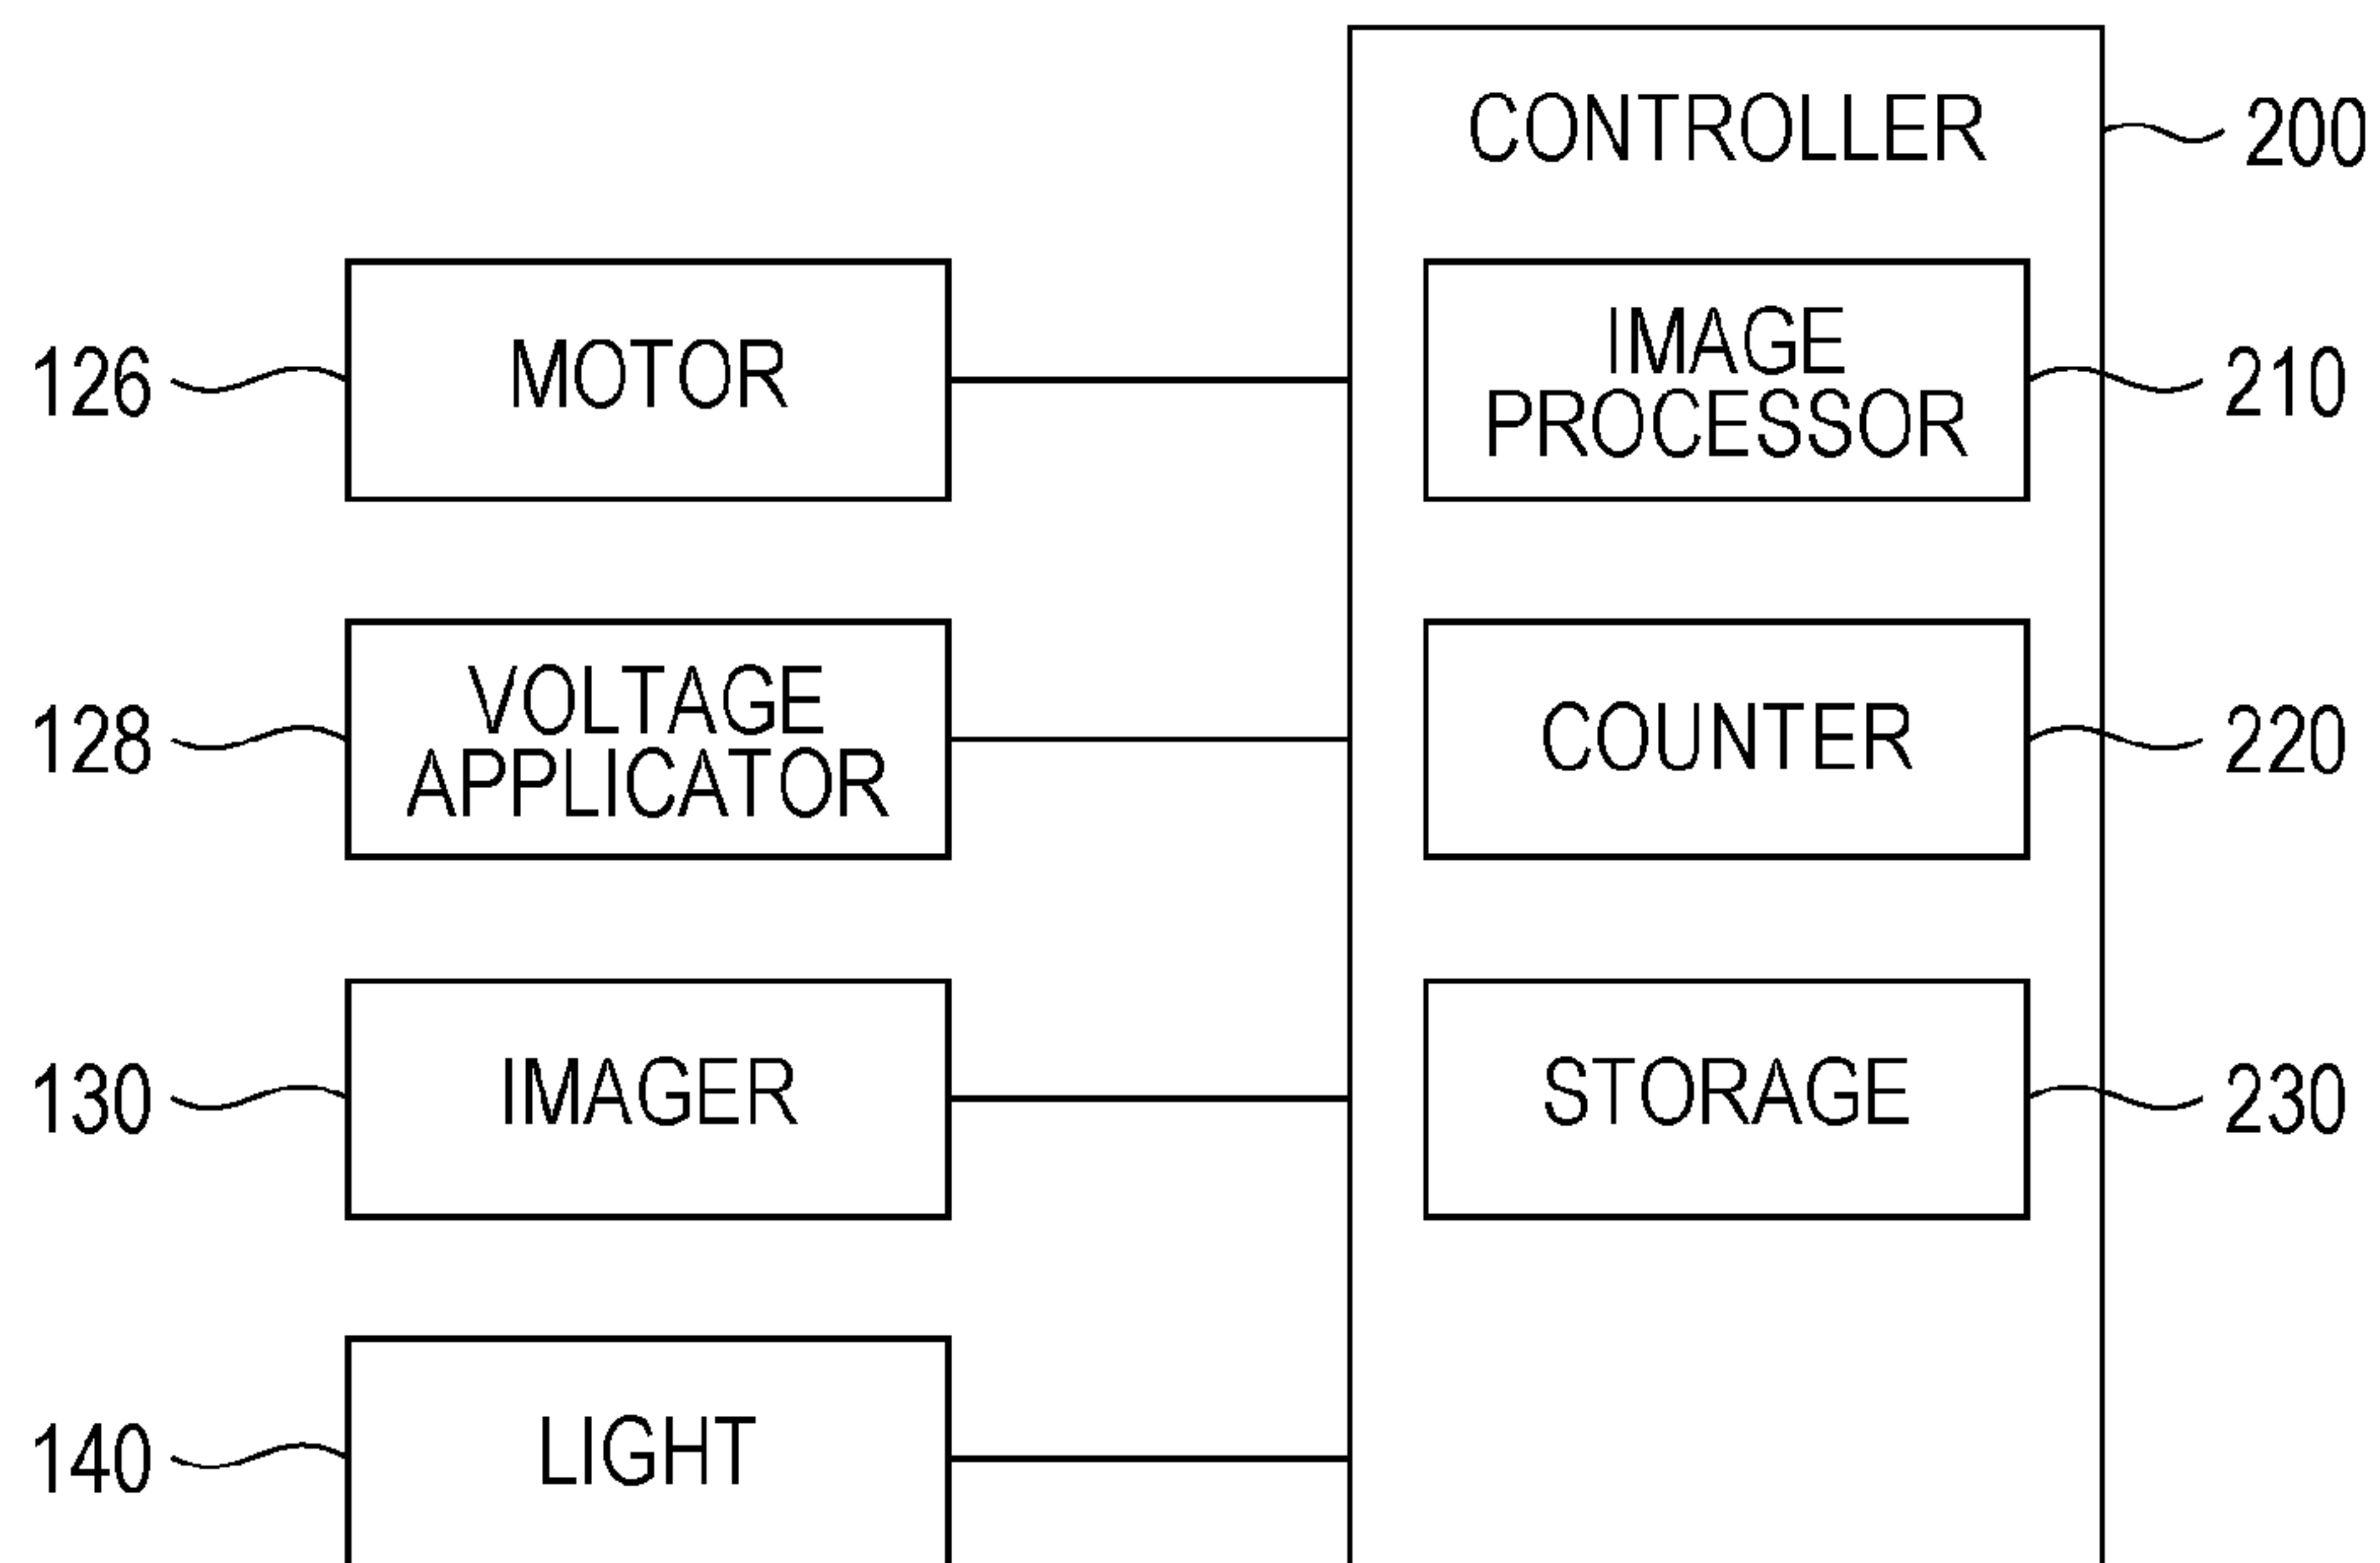 CONTROLLER
200
126
MOTOR
IMAGE
PROCESSOR
210
128
VOLTAGE
APPLICATOR
COUNTER
220
130
IMAGER
STORAGE
230
140
LIGHT